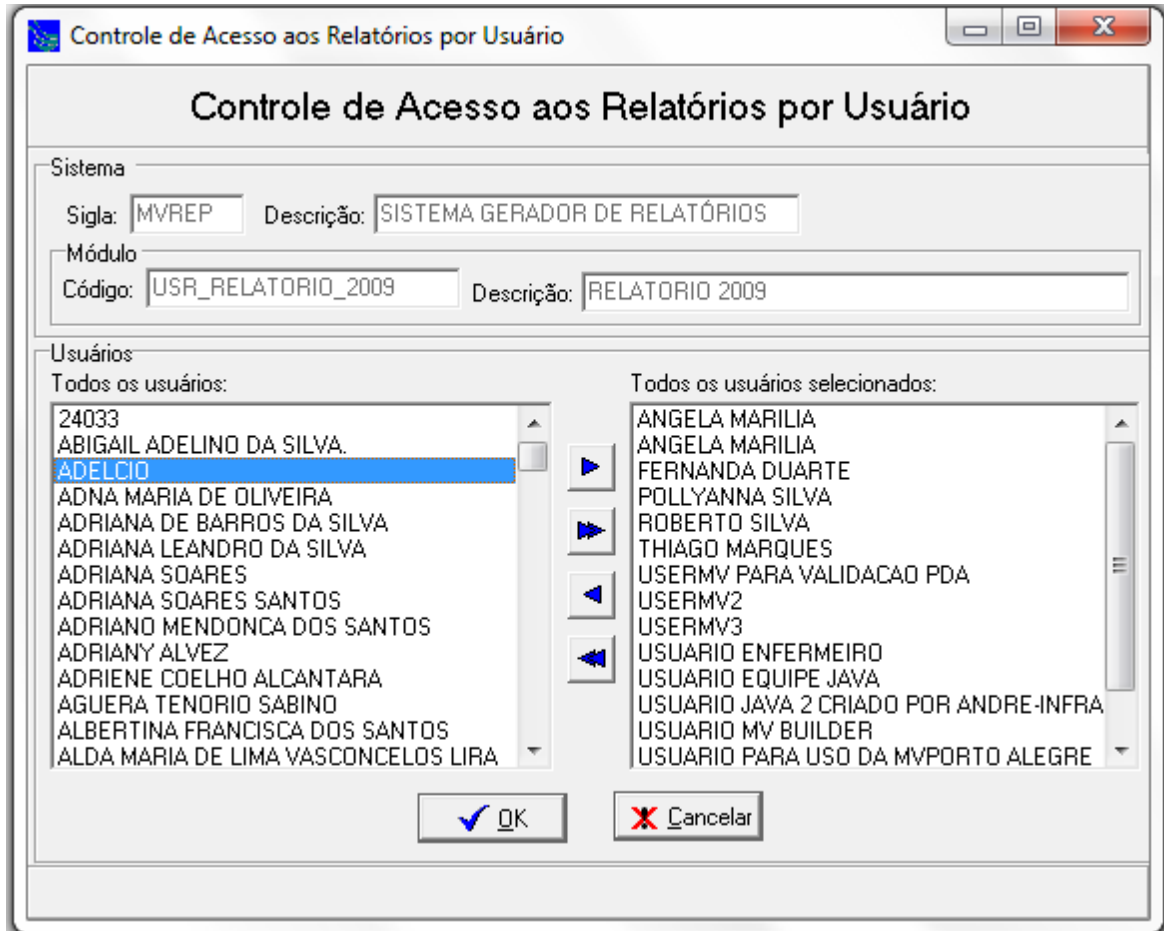 Controle de Acesso aos Relatórios por Usuário
Controle de Acesso aos Relatórios por Usuário
Sistema
Sigla: MVREP Descrição: SISTEMA GERADOR DE RELATÓRIOS
Módulo
Código: USR_RELATORIO_2009 Descrição: RELATORIO 2009
Usuários
Todos os usuários:
24033
ABIGAIL ADELINO DA SILVA.
ADELCIO
ADNA MARIA DE OLIVEIRA
ADRIANA DE BARROS DA SILVA
ADRIANA LEANDRO DA SILVA
ADRIANA SOARES
ADRIANA SOARES SANTOS
ADRIANO MENDONCA DOS SANTOS
ADRIANY ALVEZ
ADRIENE COELHO ALCANTARA
AGUERA TENORIO SABINO
ALBERTINA FRANCISCA DOS SANTOS
ALDA MARIA DE LIMA VASCONCELOS LIRA
Todos os usuários selecionados:
ANGELA MARILIA
ANGELA MARILIA
FERNANDA DUARTE
POLLYANNA SILVA
ROBERTO SILVA
THIAGO MARQUES
USERMV PARA VALIDACAO PDA
USERMV2
USERMV3
USUARIO ENFERMEIRO
USUARIO EQUIPE JAVA
USUARIO JAVA 2 CRIADO POR ANDRE-INFRA
USUARIO MV BUILDER
USUARIO PARA USO DA MVPORTO ALEGRE
OK Cancelar